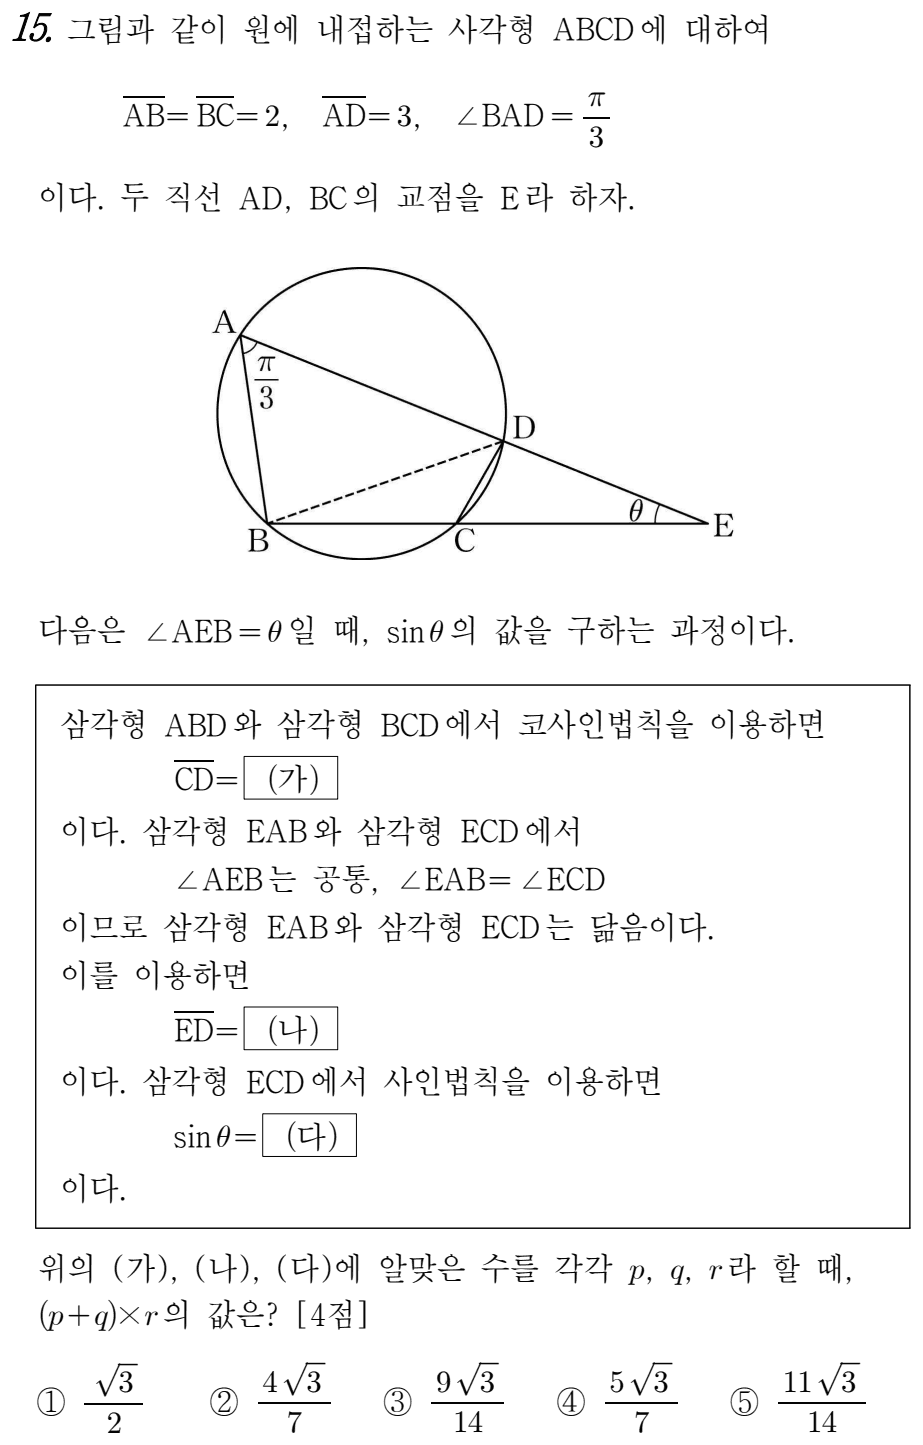 15. 그림과 같이 원에 내접하는 사각형 ABCD에 대하여
AB=BC=2, AD=3, ∠BAD=π/3
이다. 두 직선 AD, BC의 교점을 E라 하자.
A
π/3
D
θ
E
B
C
다음은 ∠AEB=θ일 때, sinθ의 값을 구하는 과정이다.
삼각형 ABD와 삼각형 BCD에서 코사인법칙을 이용하면
CD= (가)
이다. 삼각형 EAB와 삼각형 ECD에서
∠AEB는 공통, ∠EAB=∠ECD
이므로 삼각형 EAB와 삼각형 ECD는 닮음이다.
이를 이용하면
ED= (나)
이다. 삼각형 ECD에서 사인법칙을 이용하면
sinθ= (다)
이다.
위의 (가), (나), (다)에 알맞은 수를 각각 p, q, r라 할 때,
(p+q)×r의 값은? [4점]
① √3/2 ② 4√3/7 ③ 9√3/14 ④ 5√3/7 ⑤ 11√3/14